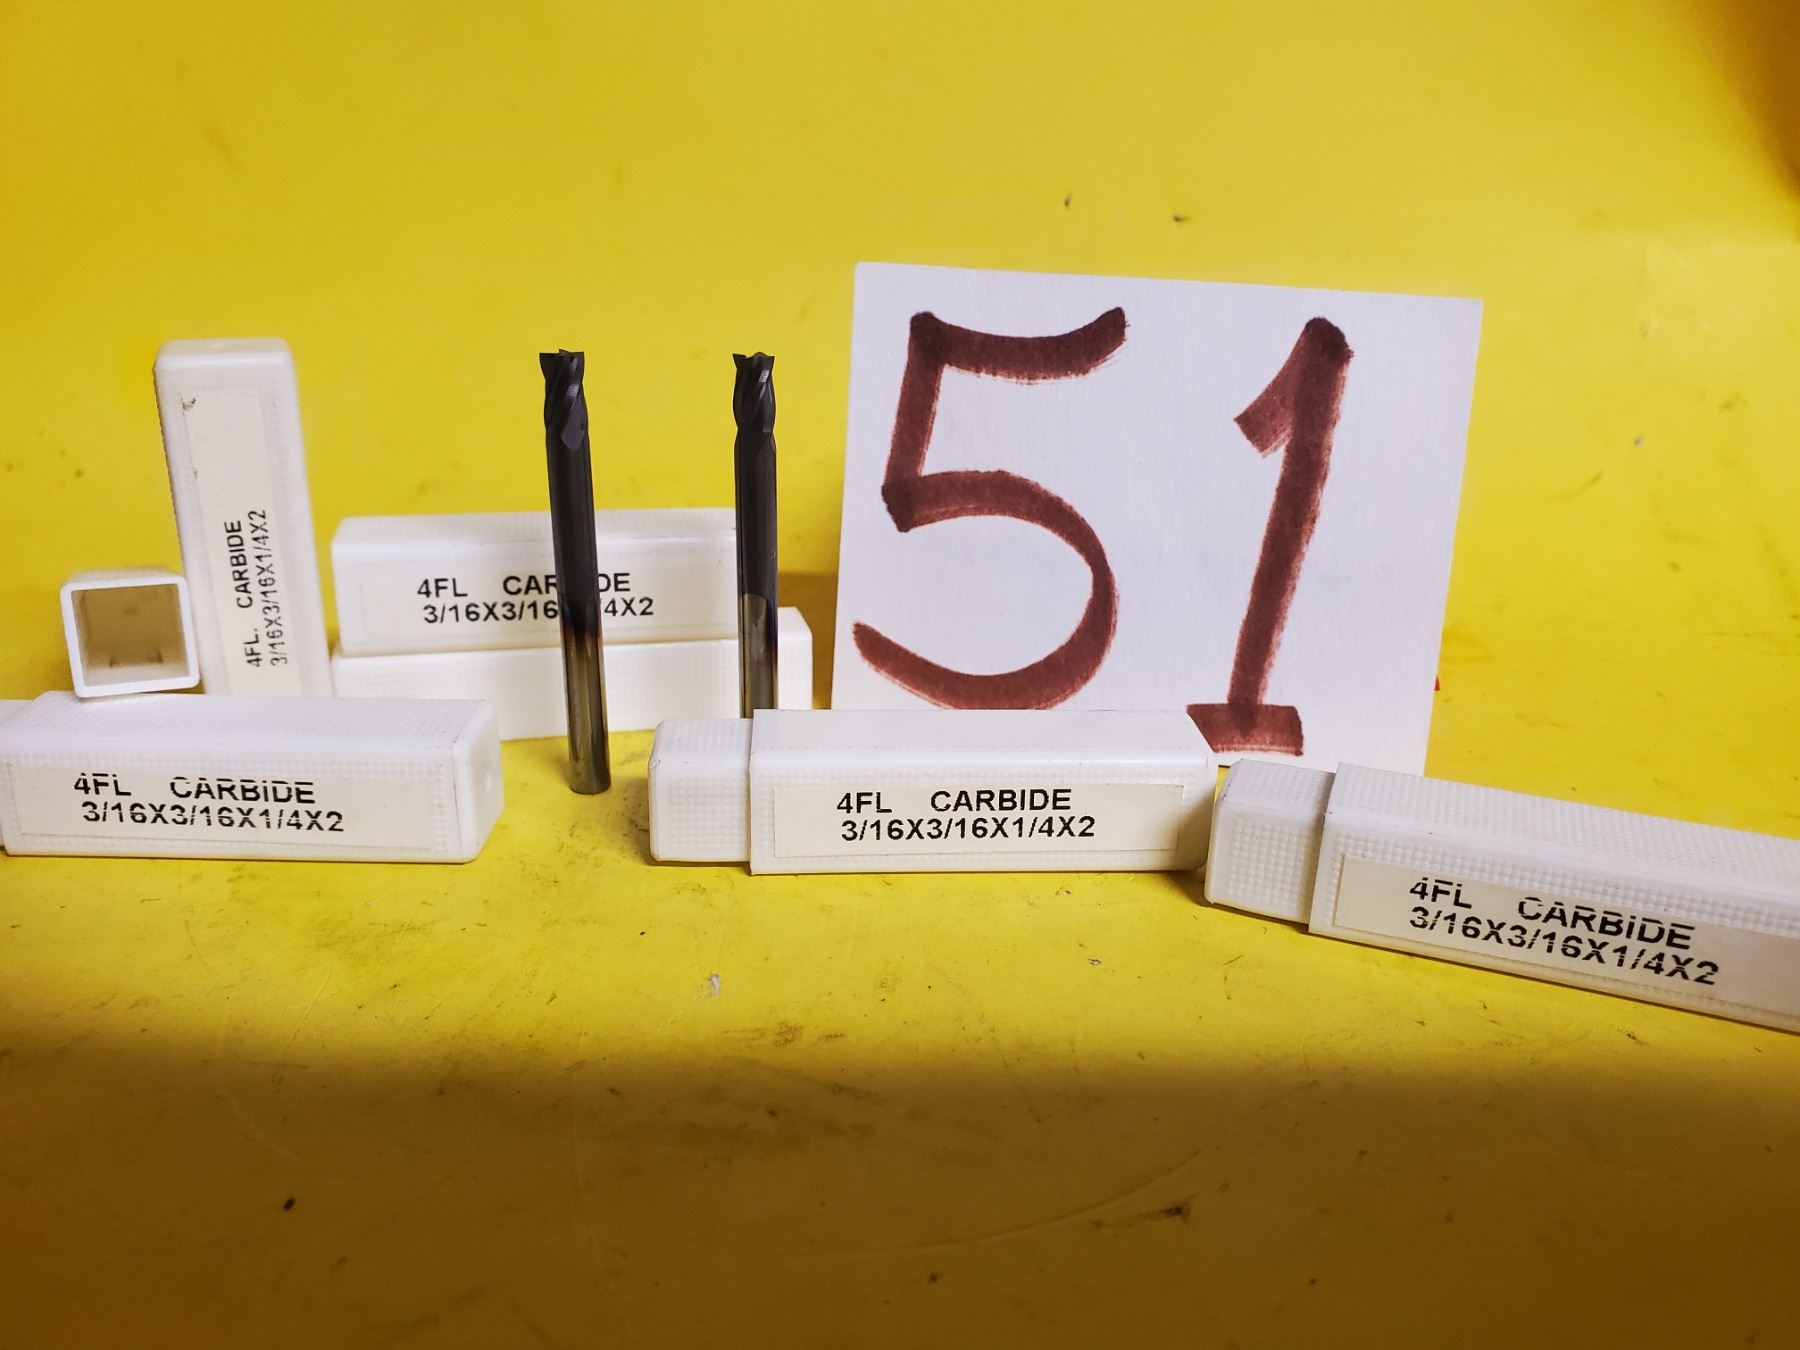 51
4FL. CARBIDE
3/16X3/16X1/4X2
4FL CAR DE
3/16X3/16 4X2
4FL CARBIDE
3/16X3/16X1/4X2
4FL CARBIDE
3/16X3/16X1/4X2
4FL CARBIDE
3/16X3/16X1/4X2